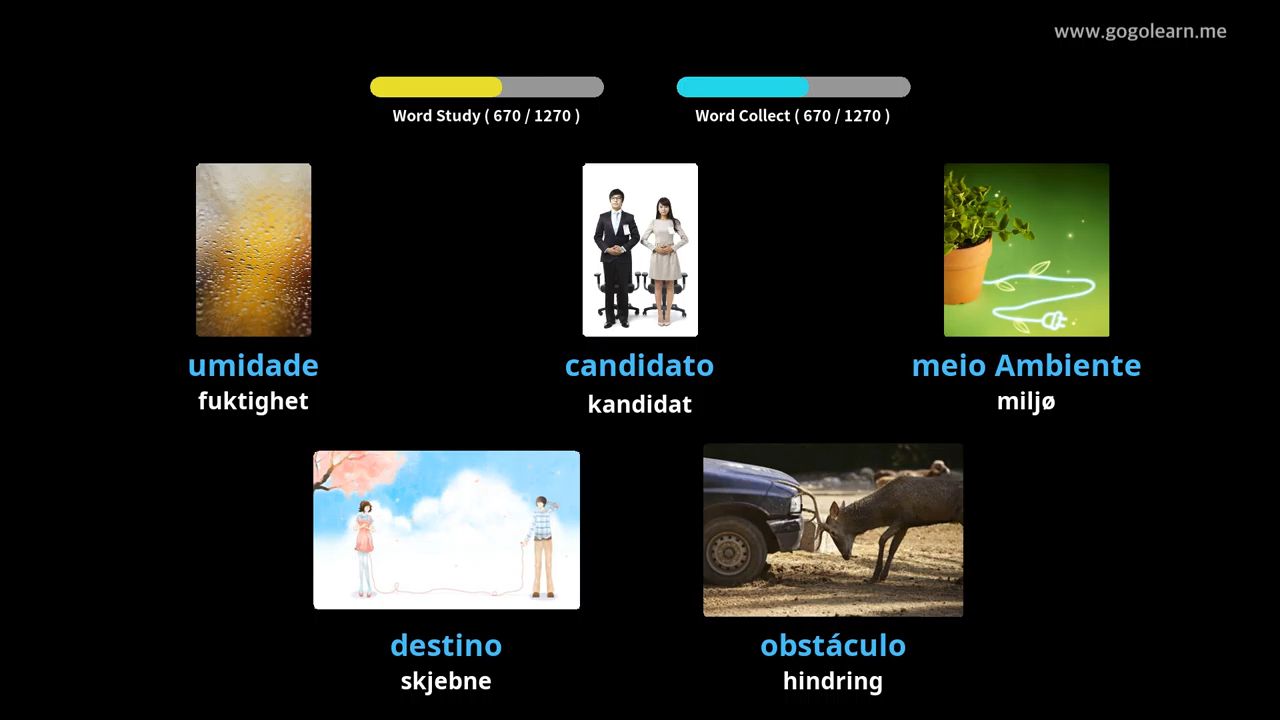 www.gogolearn.me
Word Study ( 670 / 1270 )
Word Collect ( 670 / 1270 )
umidade
fuktighet
candidato
kandidat
meio Ambiente
miljø
destino
skjebne
obstáculo
hindring